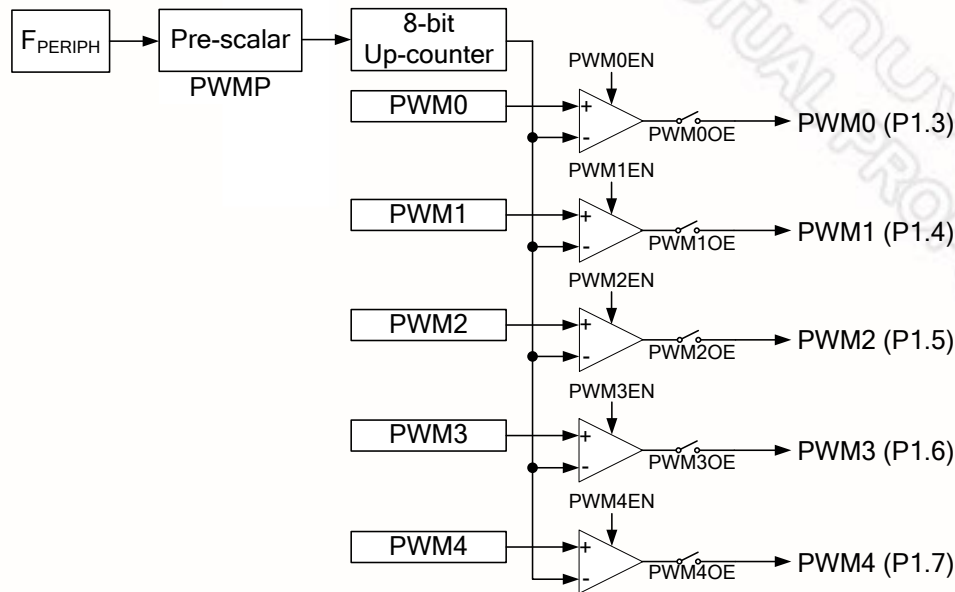 FPERIPH
Pre-scalar
PWMP
8-bit
Up-counter
PWM0
+
-
PWM0EN
PWM0OE
PWM0 (P1.3)
PWM1
+
-
PWM1EN
PWM1OE
PWM1 (P1.4)
PWM2
+
-
PWM2EN
PWM2OE
PWM2 (P1.5)
PWM3
+
-
PWM3EN
PWM3OE
PWM3 (P1.6)
PWM4
+
-
PWM4EN
PWM4OE
PWM4 (P1.7)